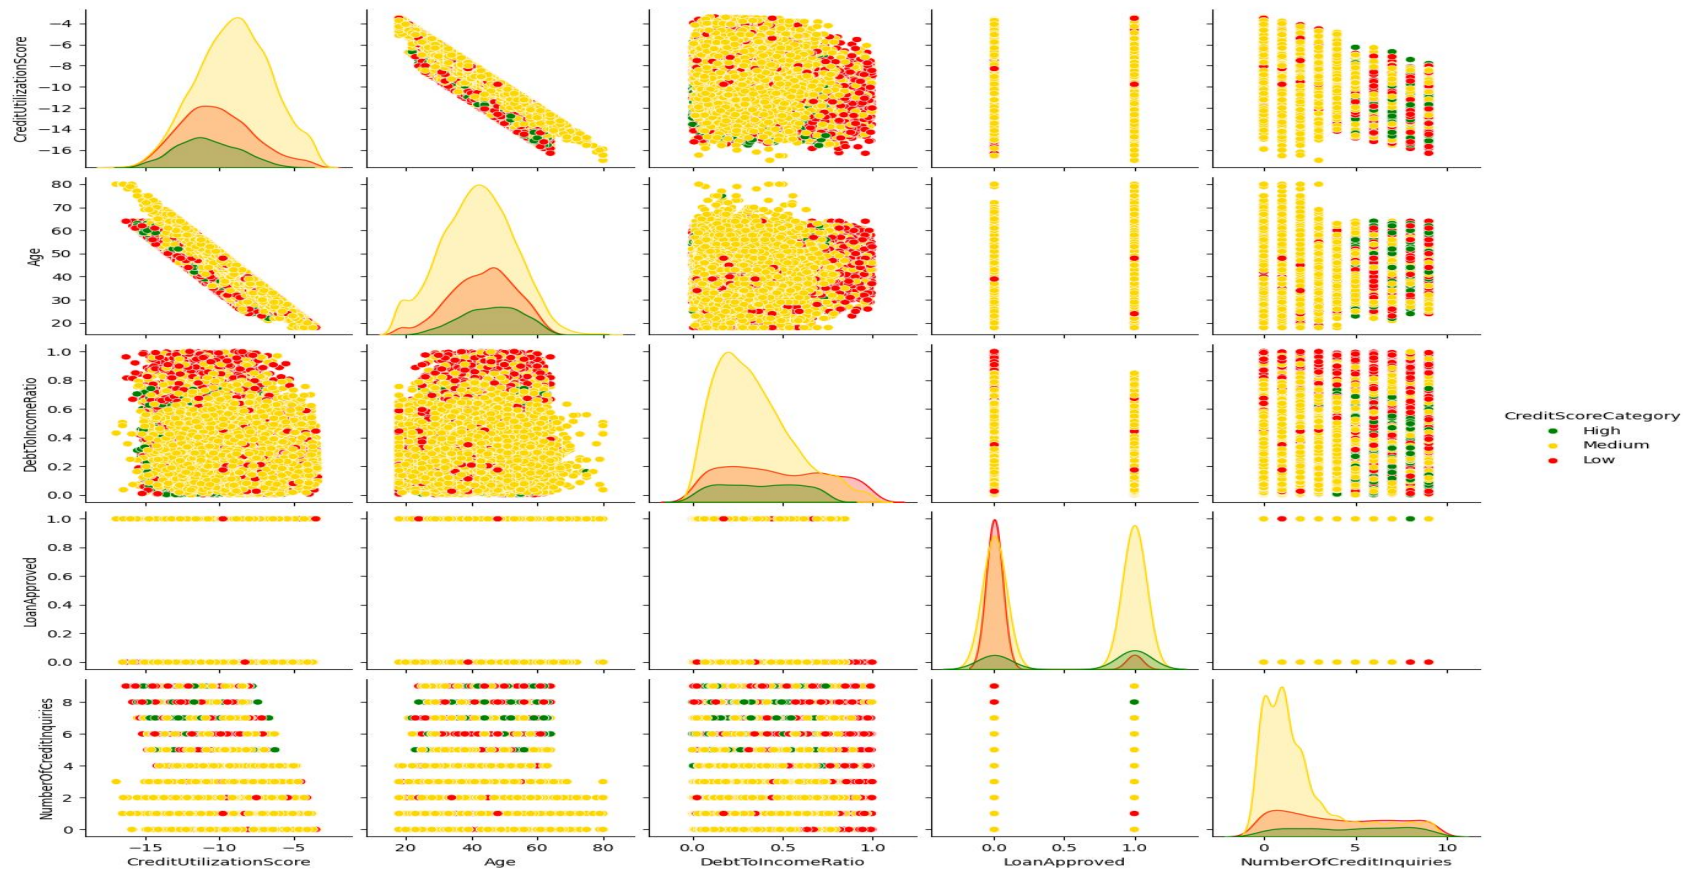 CreditUtilizationScore
−4
−6
−8
−10
−12
−14
−16
Age
80
70
60
50
40
30
20
DebtToIncomeRatio
1.0
0.8
0.6
0.4
0.2
0.0
CreditScoreCategory
High
Medium
Low
LoanApproved
1.0
0.8
0.6
0.4
0.2
0.0
NumberOfCreditInquiries
8
6
4
2
0
−15 −10 −5 20 40 60 80 0.0 0.5 1.0 0.0 0.5 1.0 0 5 10
CreditUtilizationScore Age DebtToIncomeRatio LoanApproved NumberOfCreditInquiries